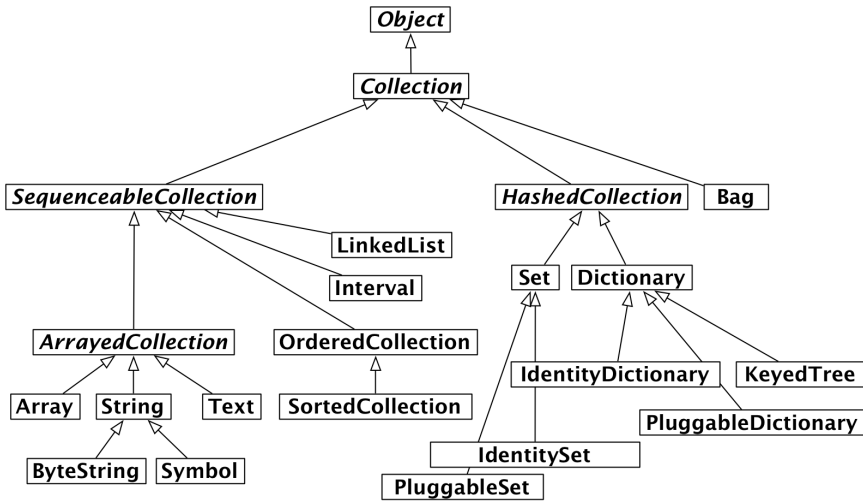 Object
Collection
SequenceableCollection
HashedCollection
Bag
LinkedList
Interval
Set
Dictionary
ArrayedCollection
OrderedCollection
IdentityDictionary
KeyedTree
Array
String
Text
SortedCollection
PluggableDictionary
IdentitySet
ByteString
Symbol
PluggableSet